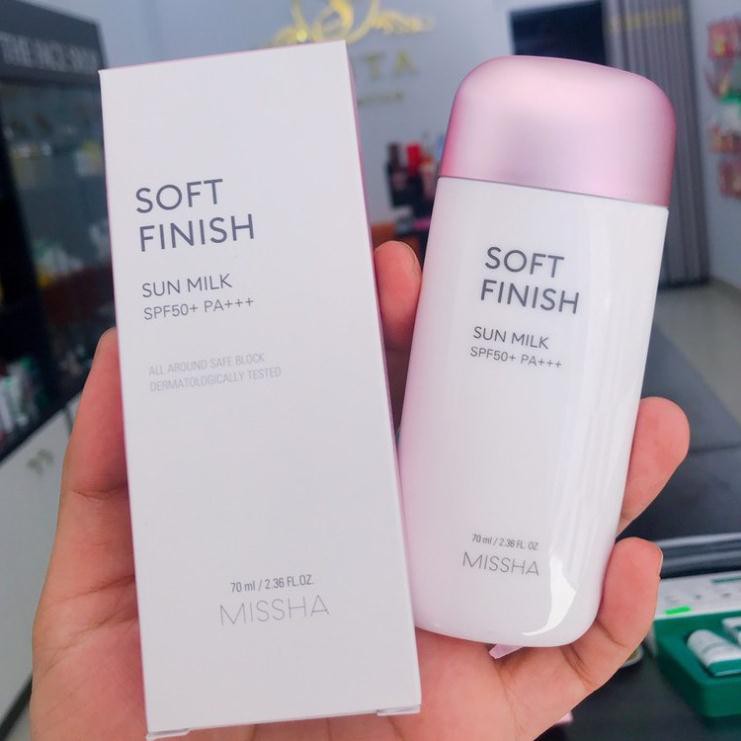 SOFT
FINISH
SUN MILK
SPF50+ PA+++
ALL AROUND SAFE BLOCK
DERMATOLOGICALLY TESTED
70 ml / 2.36 FL.OZ.
MISSHA
SOFT
FINISH
SUN MILK
SPF50+ PA+++
70 ml / 2.36 FL. OZ.
MISSHA